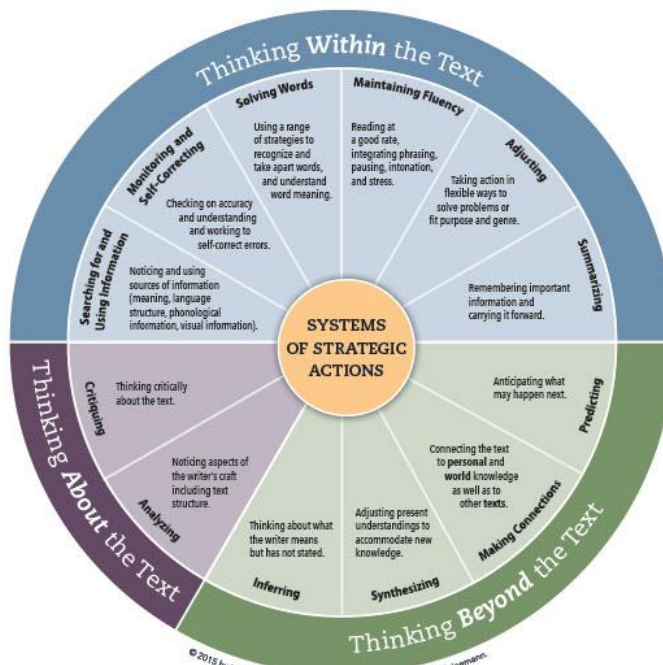 Thinking Within the Text
Searching for and
Using Information
Noticing and using
sources of information
(meaning, language
structure, phonological
information, visual information).
Monitoring and
Self-Correcting
Checking on accuracy
and understanding
and working to
self-correct errors.
Solving Words
Using a range
of strategies to
recognize and
take apart words,
and understand
word meaning.
Maintaining Fluency
Reading at
a good rate,
integrating phrasing,
pausing, intonation,
and stress.
Adjusting
Taking action in
flexible ways to
solve problems or
fit purpose and genre.
Summarizing
Remembering important
information and
carrying it forward.
SYSTEMS
OF STRATEGIC
ACTIONS
Thinking Beyond the Text
Predicting
Anticipating what
may happen next.
Making Connections
Connecting the text
to personal and
world knowledge
as well as to
other texts.
Synthesizing
Adjusting present
understandings to
accommodate new
knowledge.
Inferring
Thinking about what
the writer means
but has not stated.
Thinking About the Text
Analyzing
Noticing aspects of
the writer's craft
including text
structure.
Critiquing
Thinking critically
about the text.
© 2015